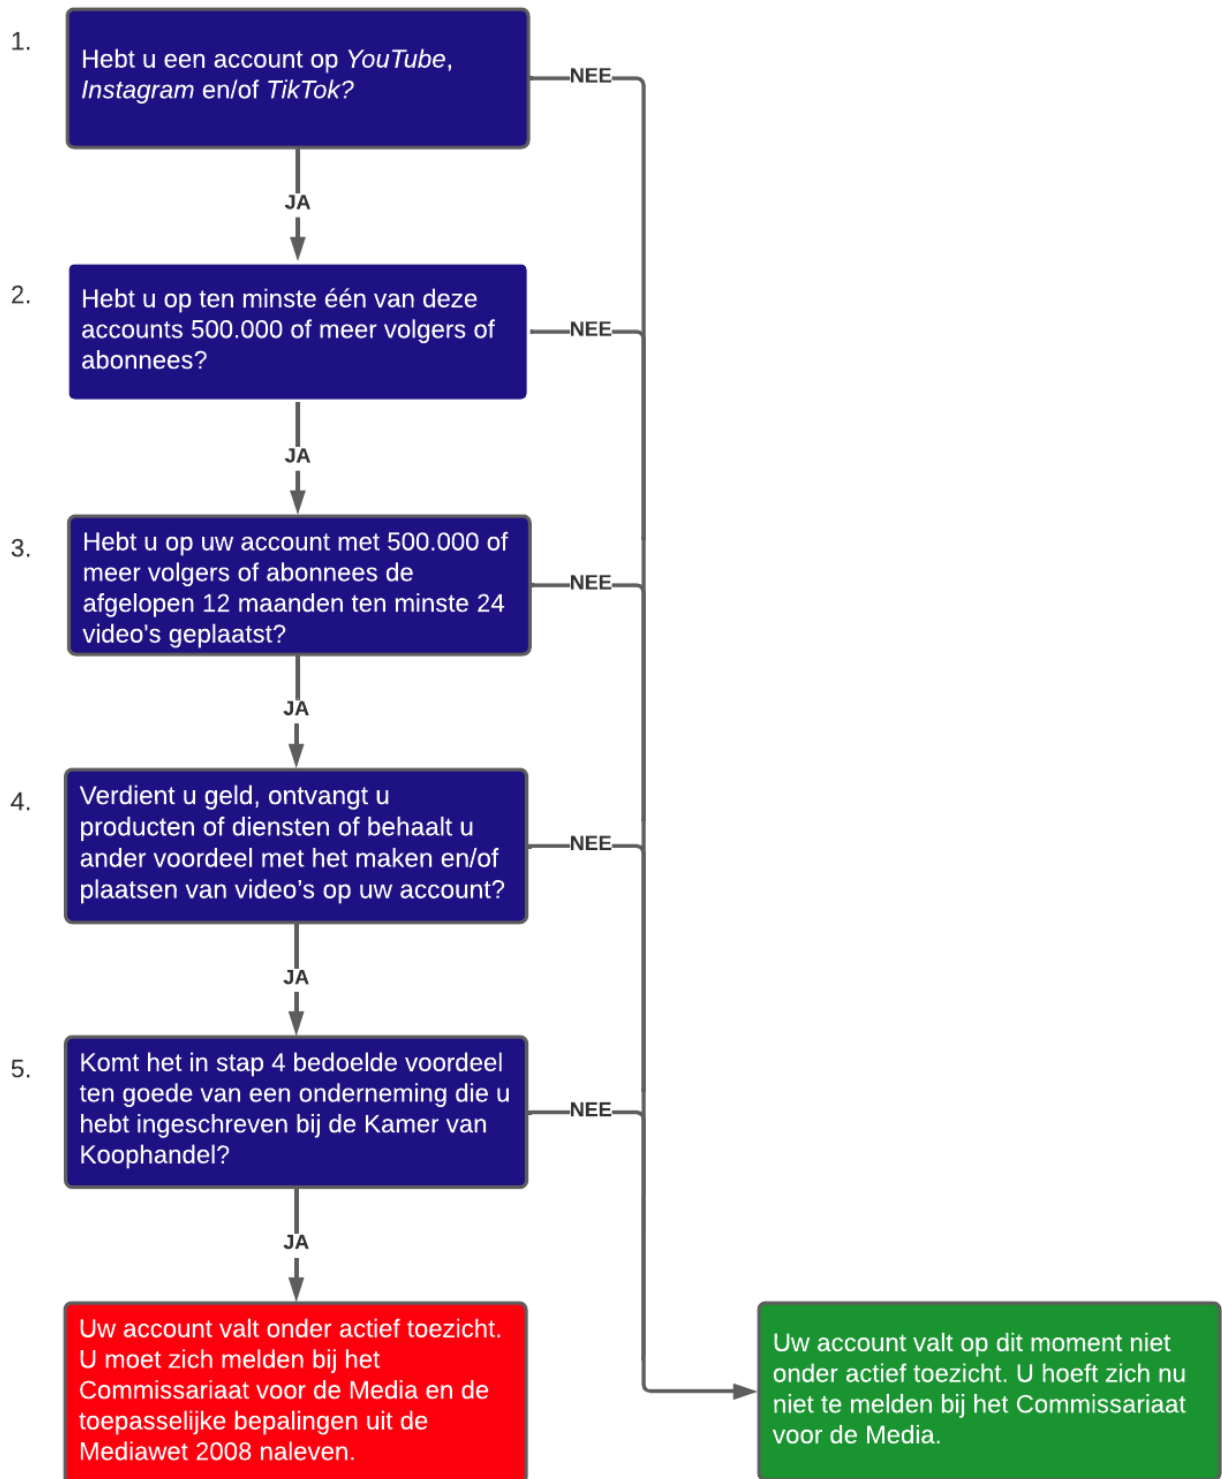 1.
Hebt u een account op YouTube,
Instagram en/of TikTok?
NEE
JA
2.
Hebt u op ten minste één van deze
accounts 500.000 of meer volgers of
abonnees?
NEE
JA
3.
Hebt u op uw account met 500.000 of
meer volgers of abonnees de
afgelopen 12 maanden ten minste 24
video's geplaatst?
NEE
JA
4.
Verdient u geld, ontvangt u
producten of diensten of behaalt u
ander voordeel met het maken en/of
plaatsen van video’s op uw account?
NEE
JA
5.
Komt het in stap 4 bedoelde voordeel
ten goede van een onderneming die u
hebt ingeschreven bij de Kamer van
Koophandel?
NEE
JA
Uw account valt onder actief toezicht.
U moet zich melden bij het
Commissariaat voor de Media en de
toepasselijke bepalingen uit de
Mediawet 2008 naleven.
Uw account valt op dit moment niet
onder actief toezicht. U hoeft zich nu
niet te melden bij het Commissariaat
voor de Media.